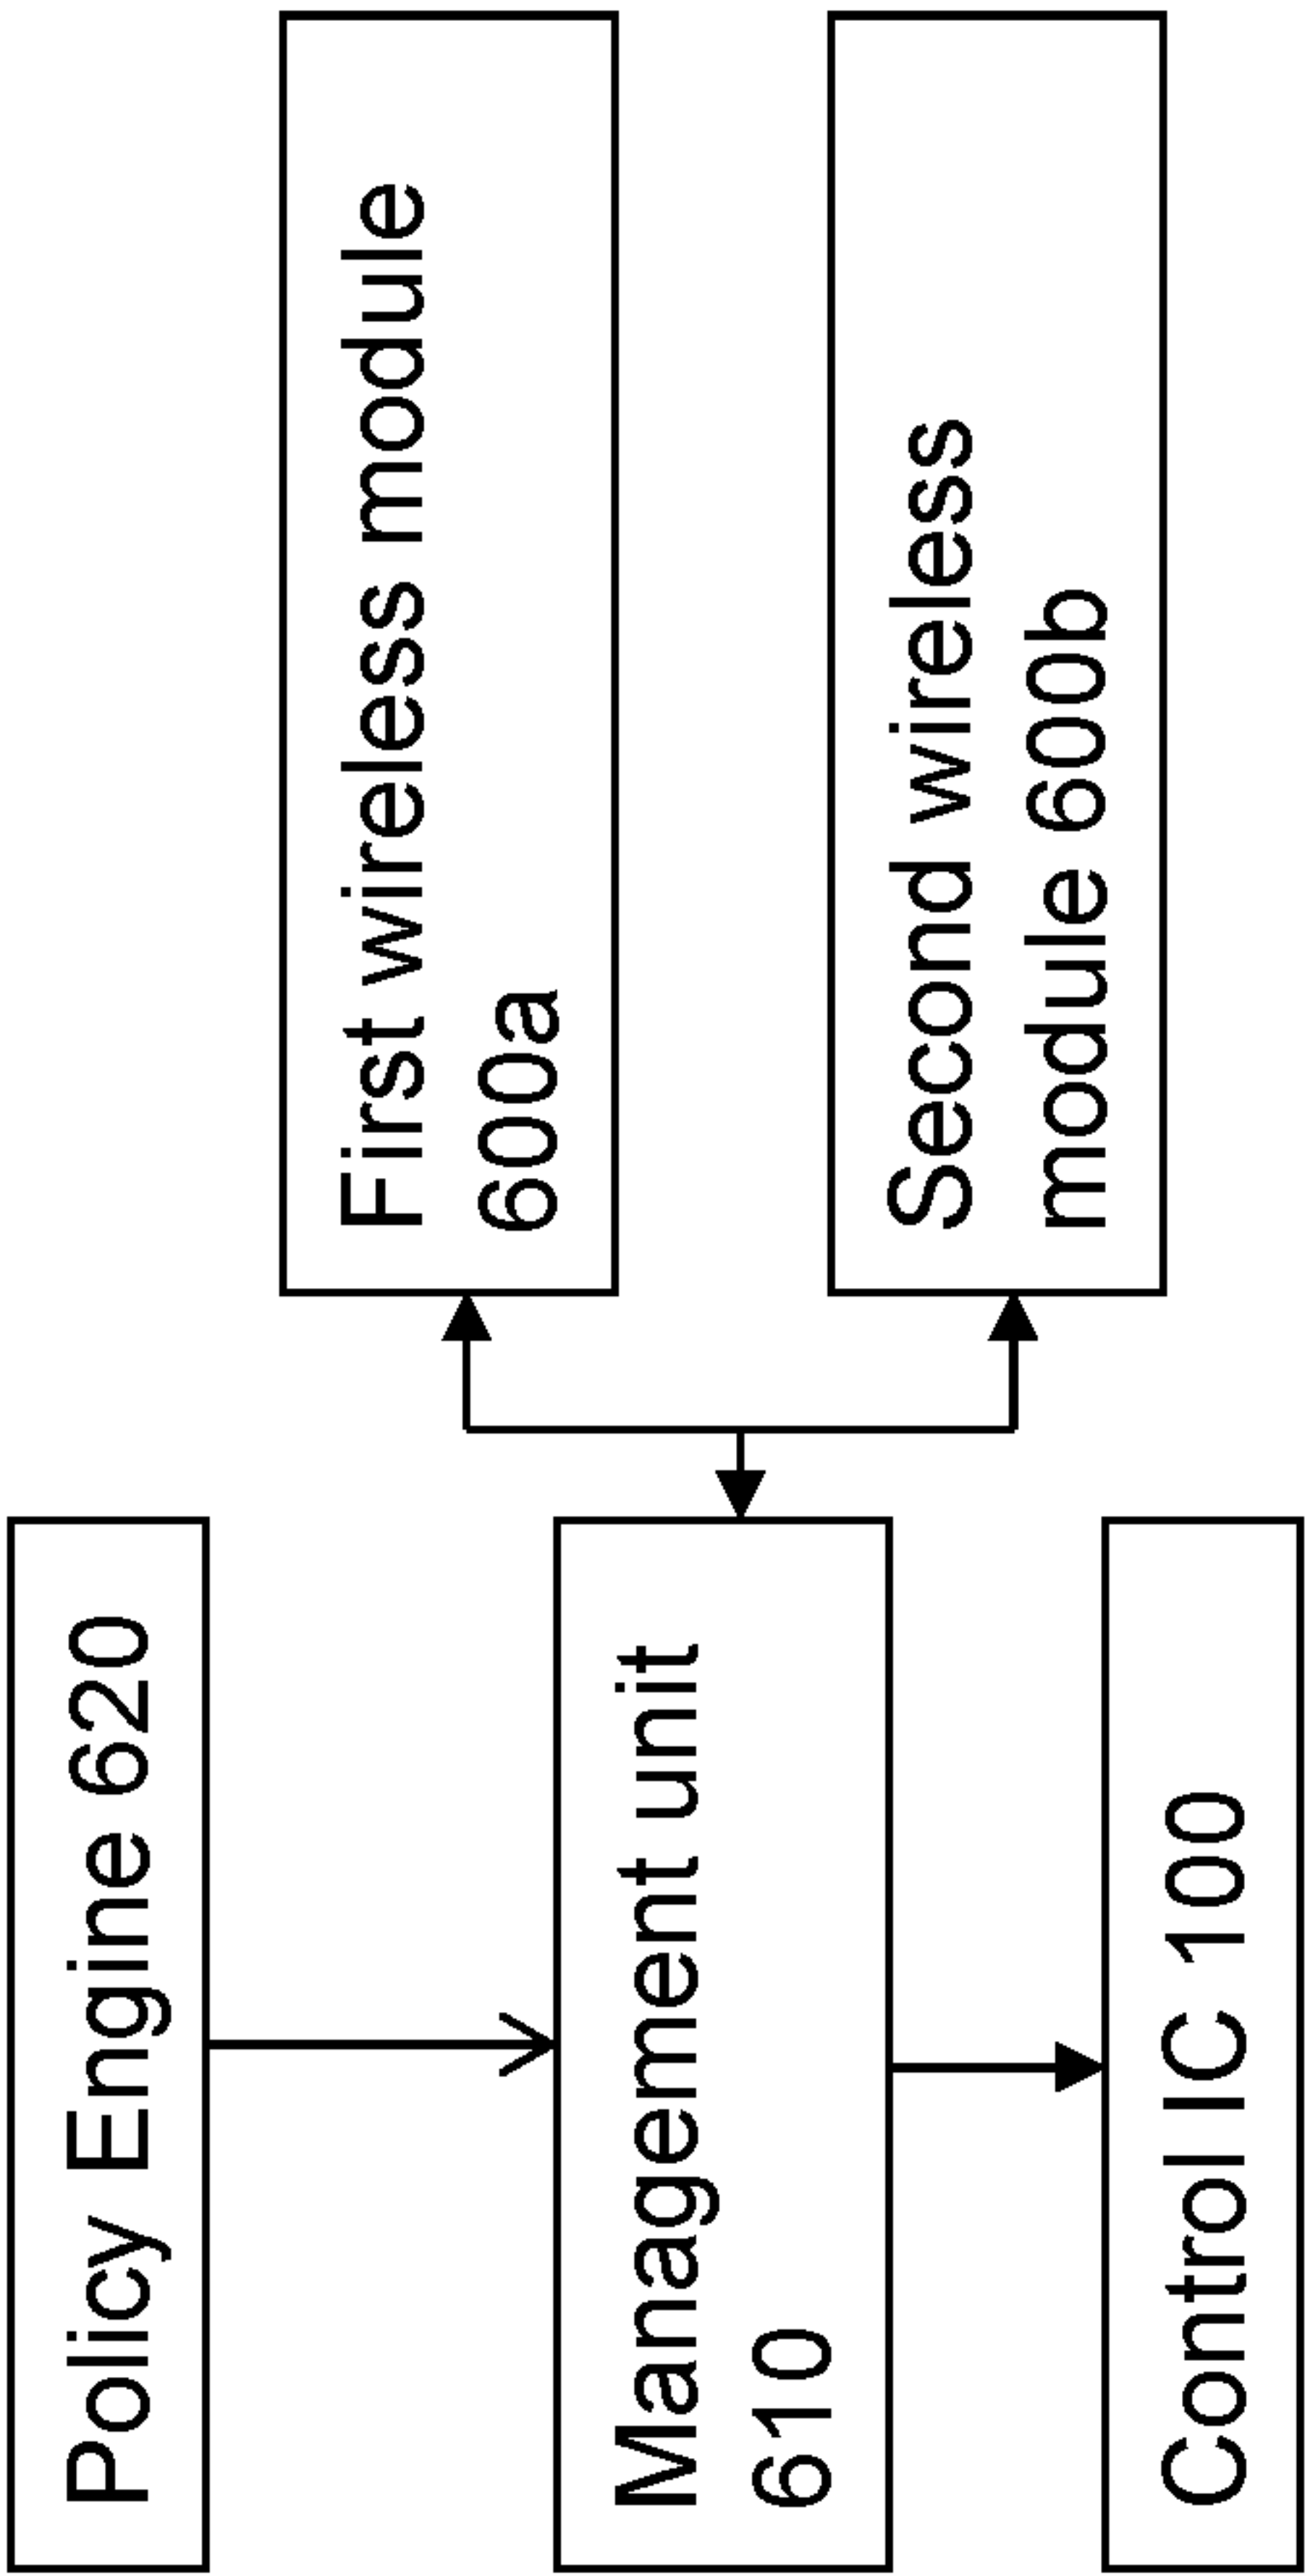 Policy Engine 620
First wireless module
600a
Management unit
610
Second wireless
module 600b
Control IC 100